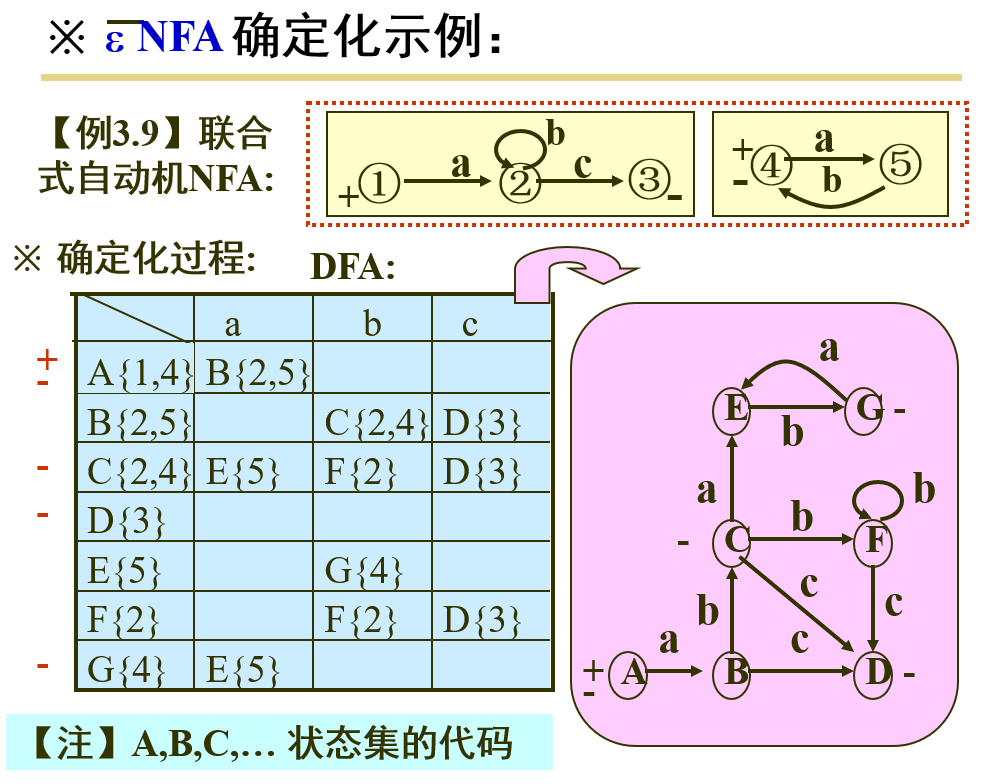 ※ ε NFA 确定化示例：
【例3.9】联合
式自动机NFA:
+ ① a ② b c ③ -
+ - ④ a b ⑤
※ 确定化过程:
DFA:
a b c
+ - A{1,4} B{2,5}
B{2,5} C{2,4} D{3}
- C{2,4} E{5} F{2} D{3}
- D{3}
E{5} G{4}
F{2} F{2} D{3}
- G{4} E{5}
a
E b G -
a b b
- C F
b c c
a c
+ - A B D -
【注】A,B,C,… 状态集的代码